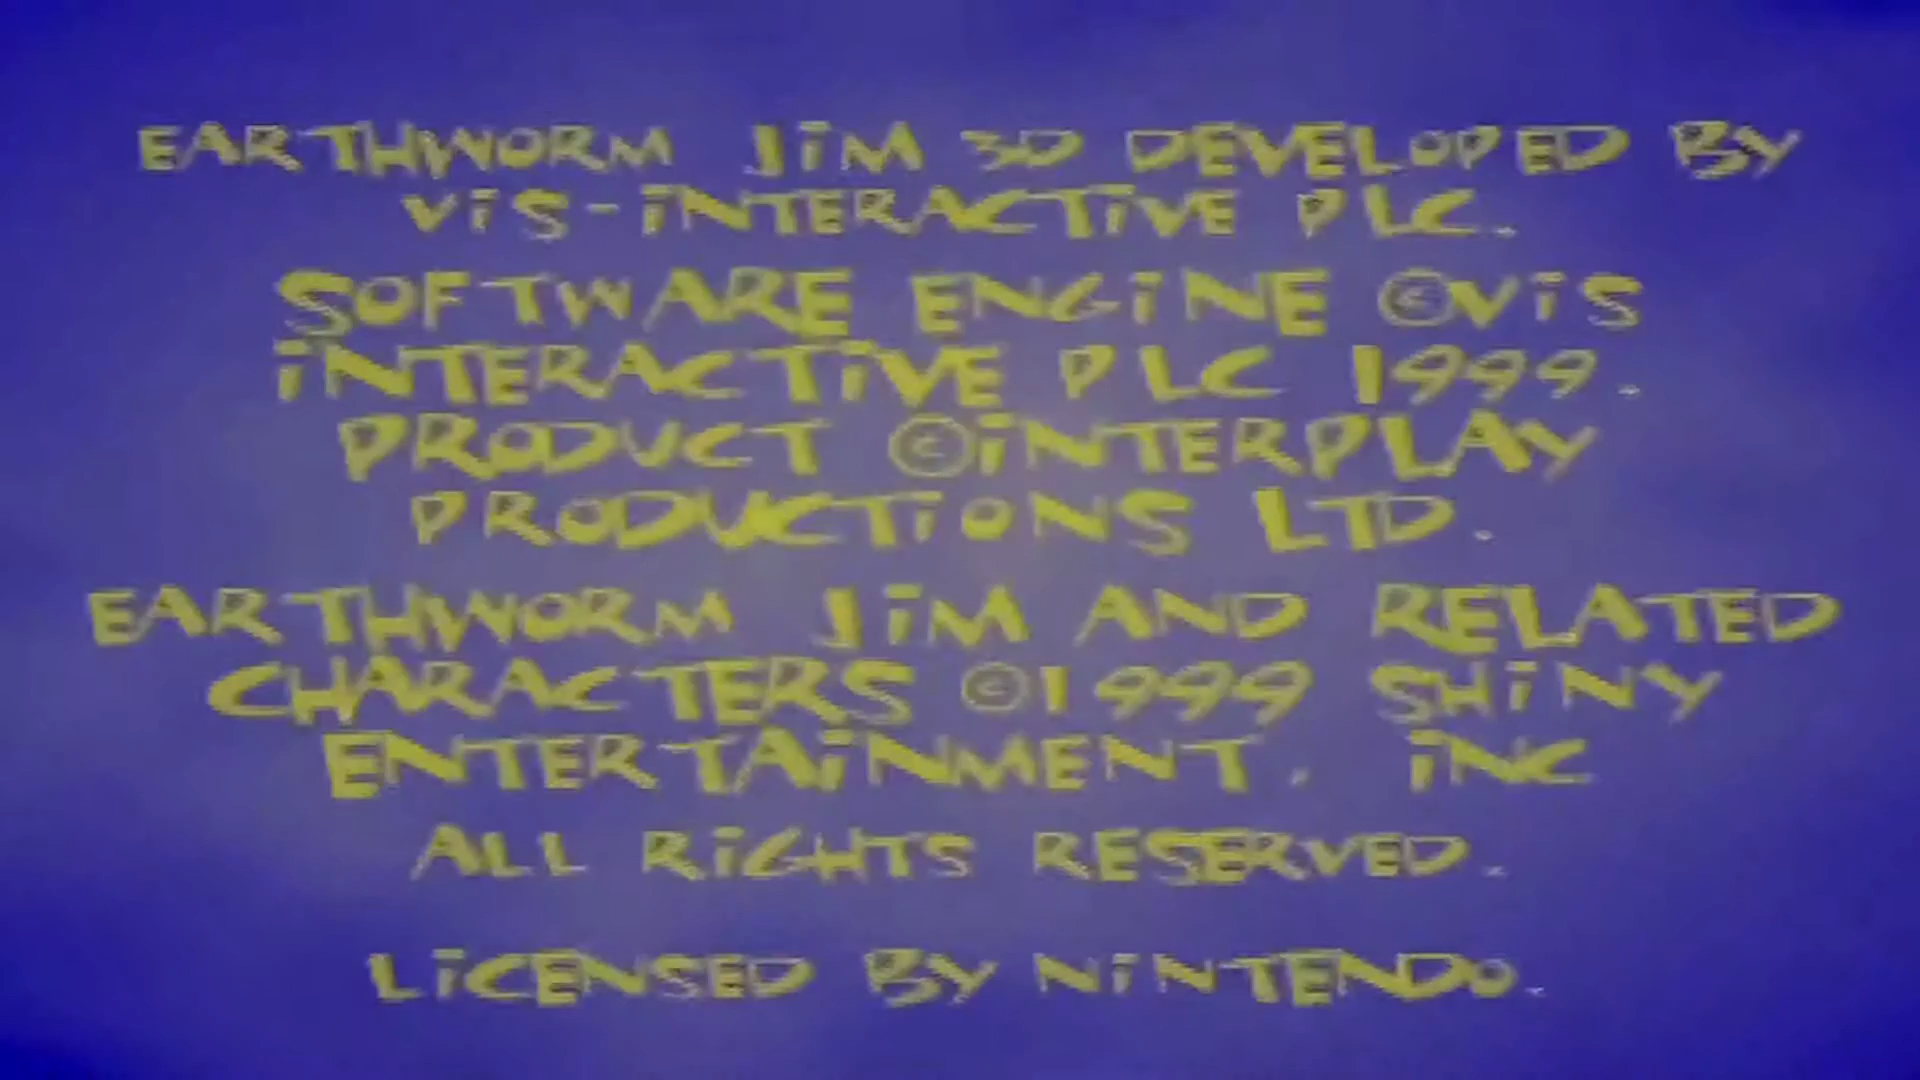 EARTHWORM JiM 3D DEVELOPED BY
ViS-iNTERACTiVE PLC.
SOFTWARE ENGiNE ©ViS
iNTERACTiVE PLC 1999.
PRODUCT ©iNTERPLAY
PRODUCTiONS LTD.
EARTHWORM JiM AND RELATED
CHARACTERS ©1999 SHiNY
ENTERTAiNMENT, iNC
ALL RiGHTS RESERVED.
LiCENSED BY NiNTENDO.